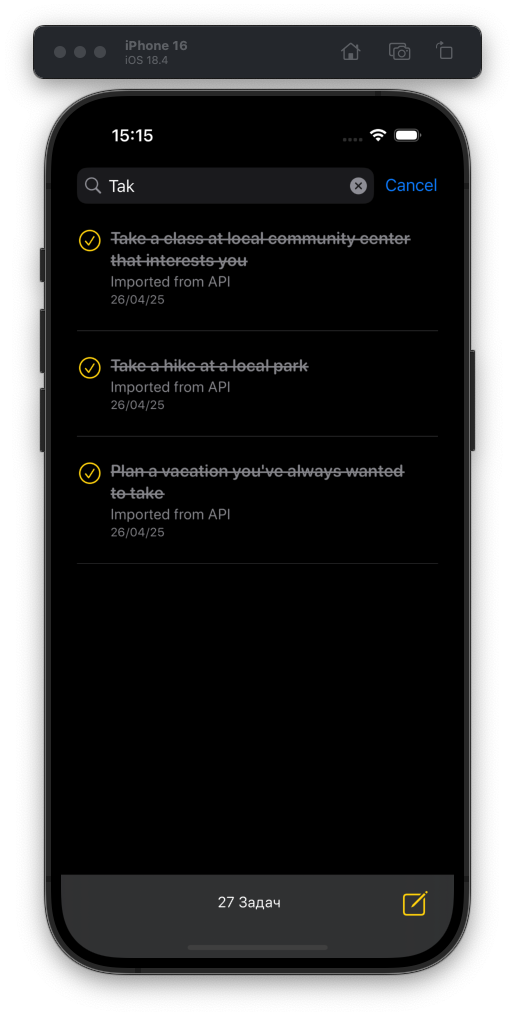 iPhone 16
iOS 18.4
15:15
Tak
Cancel
Take a class at local community center
that interests you
Imported from API
26/04/25
Take a hike at a local park
Imported from API
26/04/25
Plan a vacation you've always wanted
to take
Imported from API
26/04/25
27 Задач